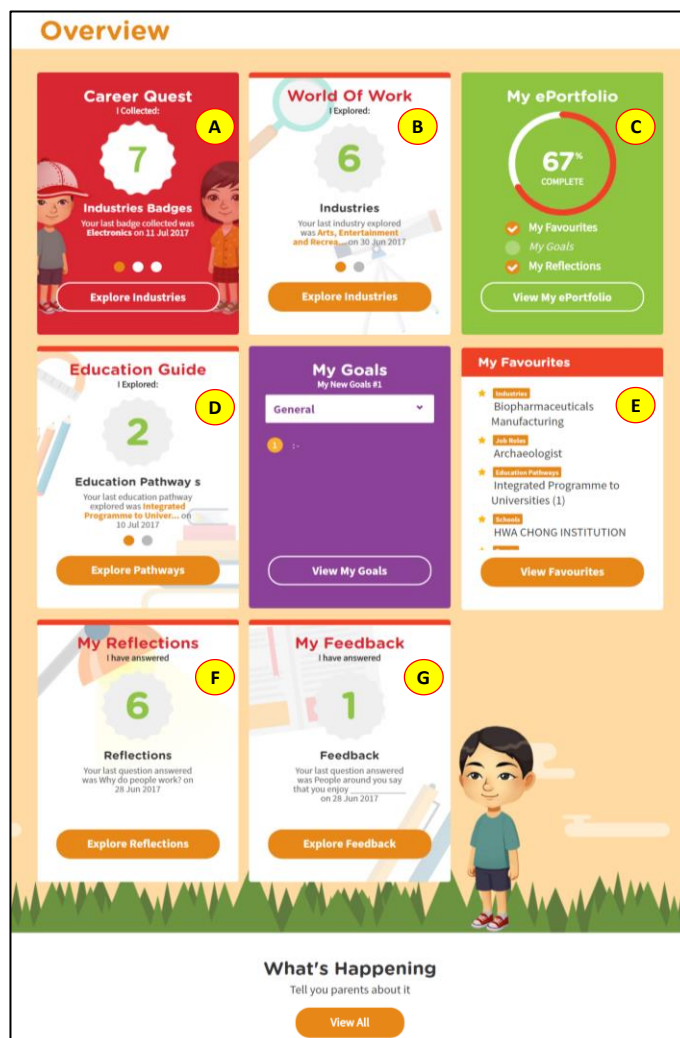 Overview
Career Quest
I Collected:
A
7
Industries Badges
Your last badge collected was
Electronics on 11 Jul 2017
Explore Industries
World Of Work
I Explored:
B
6
Industries
Your last industry explored
was Arts, Entertainment
and Recrea... on 30 Jun 2017
Explore Industries
My ePortfolio
C
67%
COMPLETE
My Favourites
My Goals
My Reflections
View My ePortfolio
Education Guide
I Explored:
D
2
Education Pathway s
Your last education pathway
explored was Integrated
Programme to Univer... on
10 Jul 2017
Explore Pathways
My Goals
My New Goals #1
General
1 :-
View My Goals
My Favourites
E
Industries
Biopharmaceuticals
Manufacturing
Job Roles
Archaeologist
Education Pathways
Integrated Programme to
Universities (1)
Schools
HWA CHONG INSTITUTION
View Favourites
My Reflections
I have answered
F
6
Reflections
Your last question answered
was Why do people work? on
28 Jun 2017
Explore Reflections
My Feedback
I have answered
G
1
Feedback
Your last question answered
was People around you say
that you enjoy ____________
on 28 Jun 2017
Explore Feedback
What's Happening
Tell you parents about it
View All